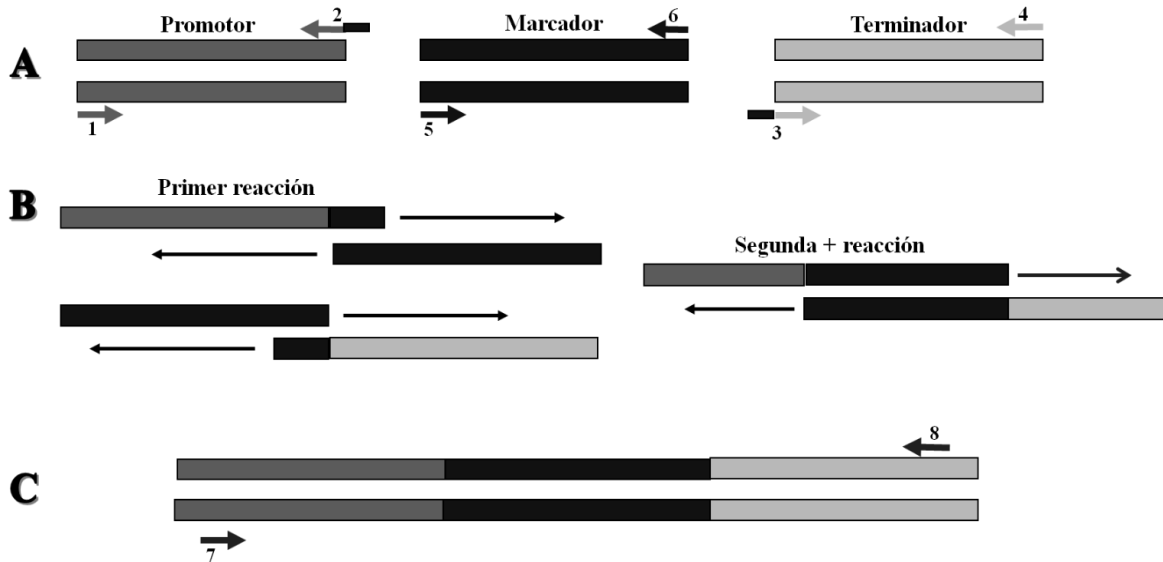 A
Promotor
2
1
Marcador
6
5
Terminador
4
3
B
Primer reacción
Segunda + reacción
C
8
7